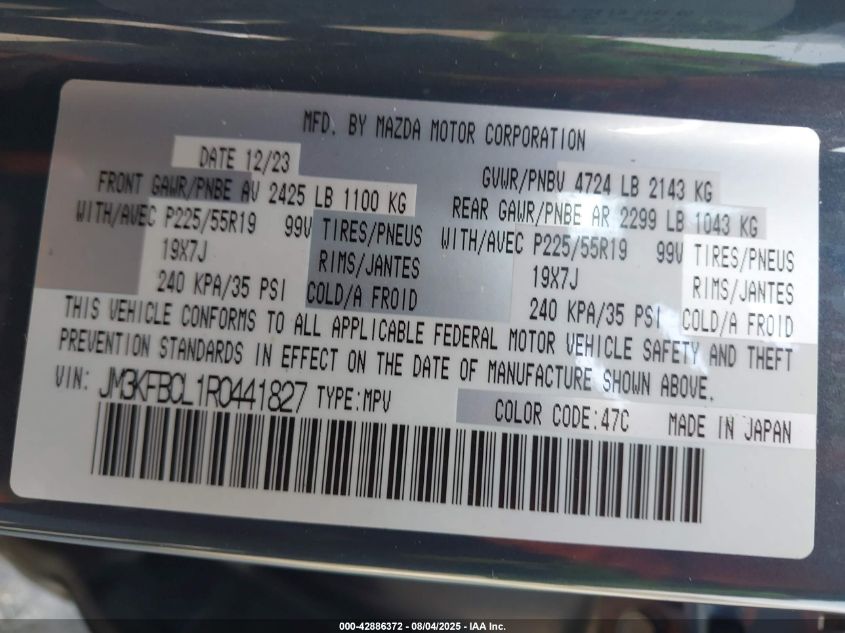 MFD. BY MAZDA MOTOR CORPORATION
DATE 12/23
GVWR/PNBV 4724 LB 2143 KG
FRONT GAWR/PNBE AV 2425 LB 1100 KG
REAR GAWR/PNBE AR 2299 LB 1043 KG
WITH/AVEC P225/55R19 99V TIRES/PNEUS
WITH/AVEC P225/55R19 99V TIRES/PNEUS
19X7J RIMS/JANTES
19X7J RIMS/JANTES
240 KPA/35 PSI COLD/A FROID
240 KPA/35 PSI COLD/A FROID
THIS VEHICLE CONFORMS TO ALL APPLICABLE FEDERAL MOTOR VEHICLE SAFETY AND THEFT
PREVENTION STANDARDS IN EFFECT ON THE DATE OF MANUFACTURE SHOWN ABOVE.
VIN: JM3KFBCL1R0441827 TYPE:MPV
COLOR CODE:47C MADE IN JAPAN
000-42886372 - 08/04/2025 - IAA Inc.